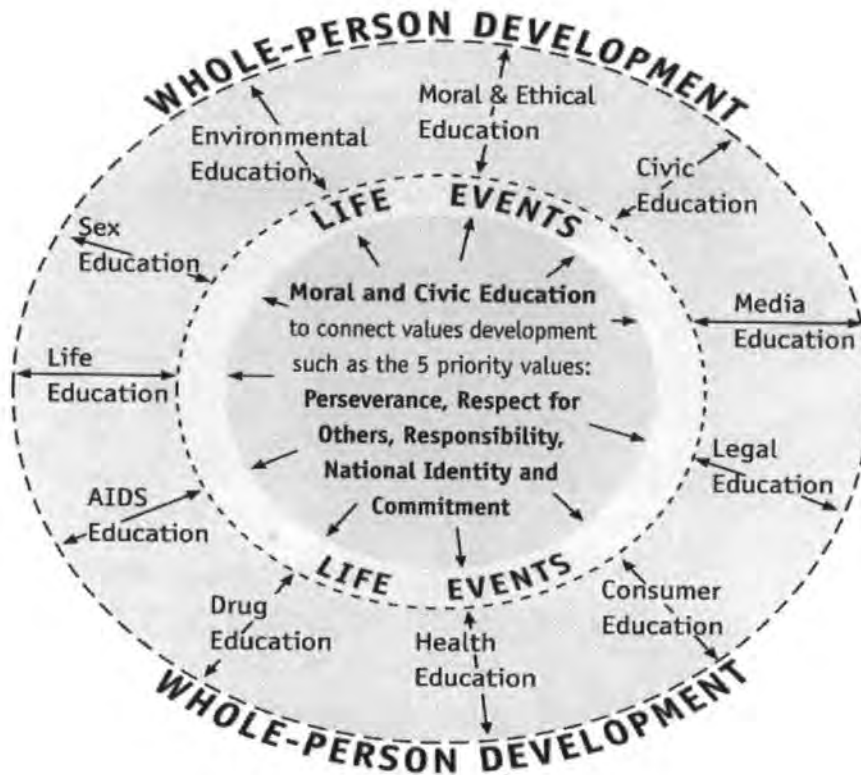 WHOLE-PERSON DEVELOPMENT
Moral & Ethical
Education
Environmental
Education
Civic
Education
Sex
Education
LIFE EVENTS
Moral and Civic Education
to connect values development
such as the 5 priority values:
Perseverance, Respect for
Others, Responsibility,
National Identity and
Commitment
Media
Education
Life
Education
Legal
Education
AIDS
Education
LIFE EVENTS
Consumer
Education
Drug
Education
Health
Education
WHOLE-PERSON DEVELOPMENT